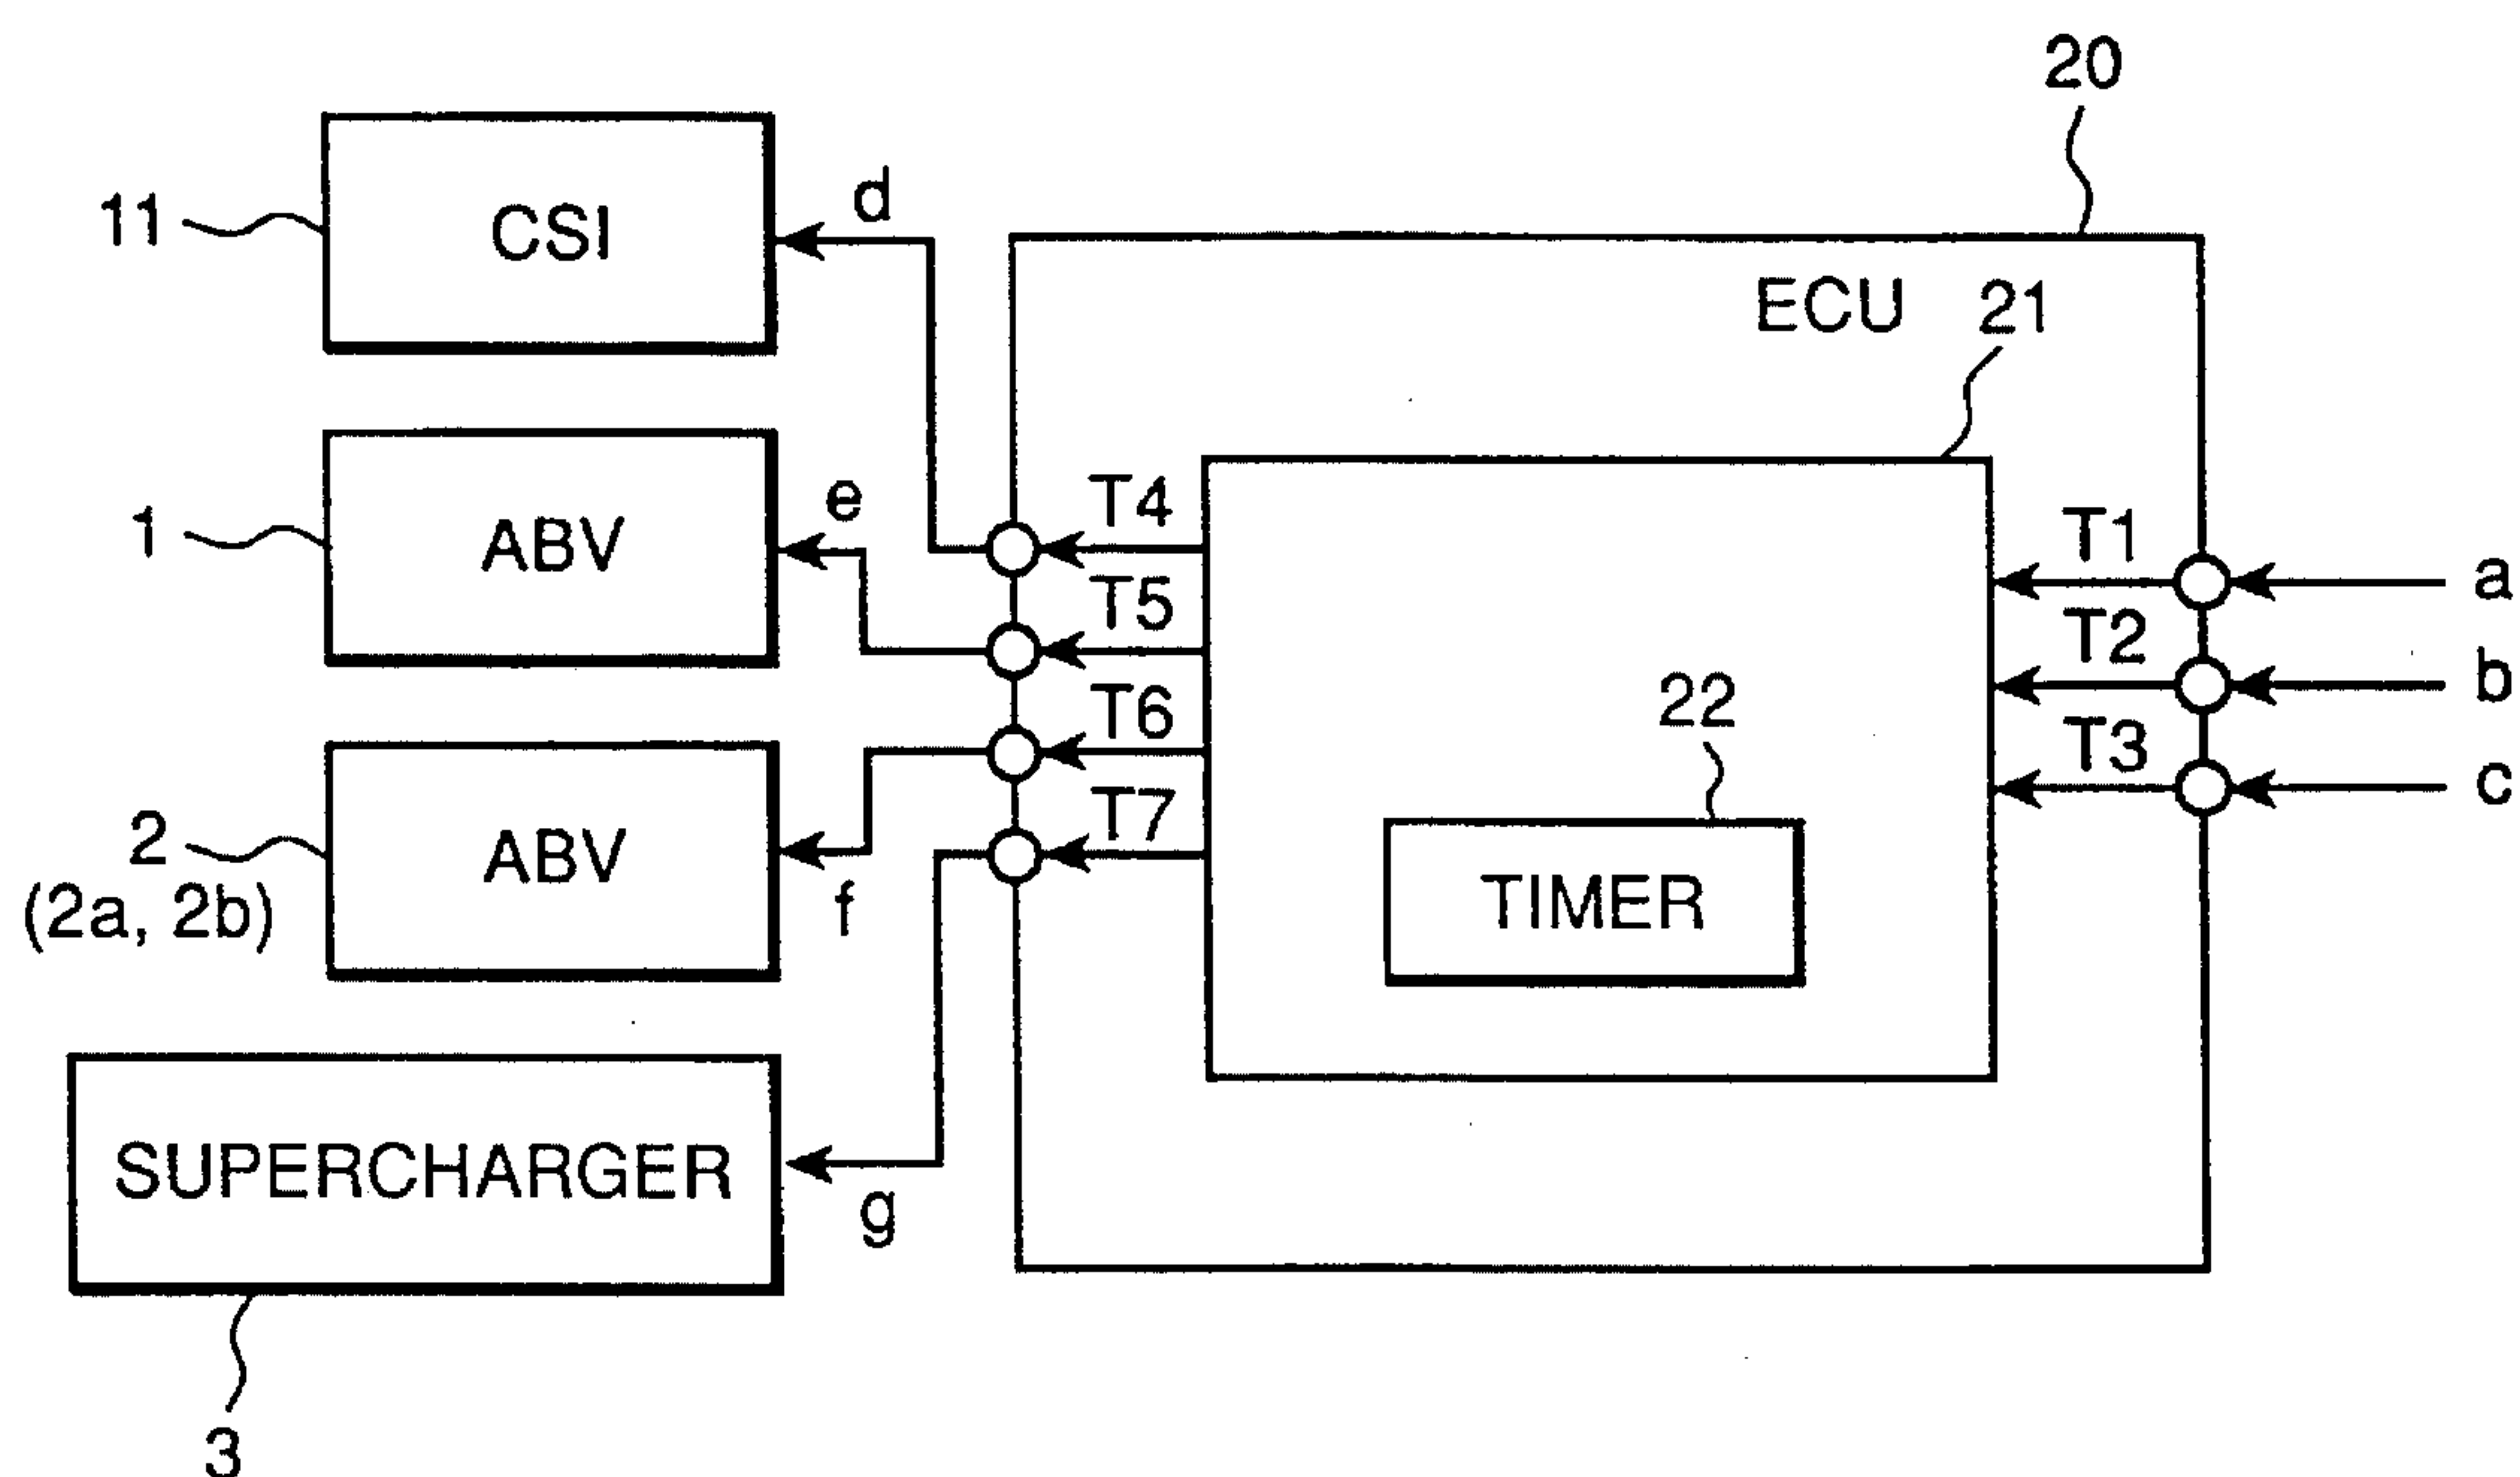 20
11
CSI
d
ECU
21
1
ABV
e
T4
T5
T6
T7
T1
T2
T3
a
b
c
22
TIMER
2
(2a, 2b)
ABV
f
SUPERCHARGER
g
3